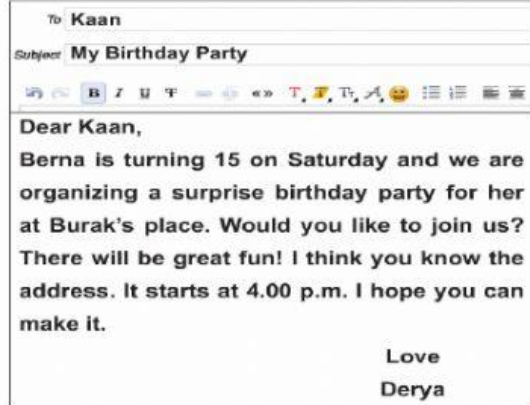 To Kaan
Subject My Birthday Party
B I U T T T Tt A
Dear Kaan,
Berna is turning 15 on Saturday and we are
organizing a surprise birthday party for her
at Burak's place. Would you like to join us?
There will be great fun! I think you know the
address. It starts at 4.00 p.m. I hope you can
make it.
Love
Derya